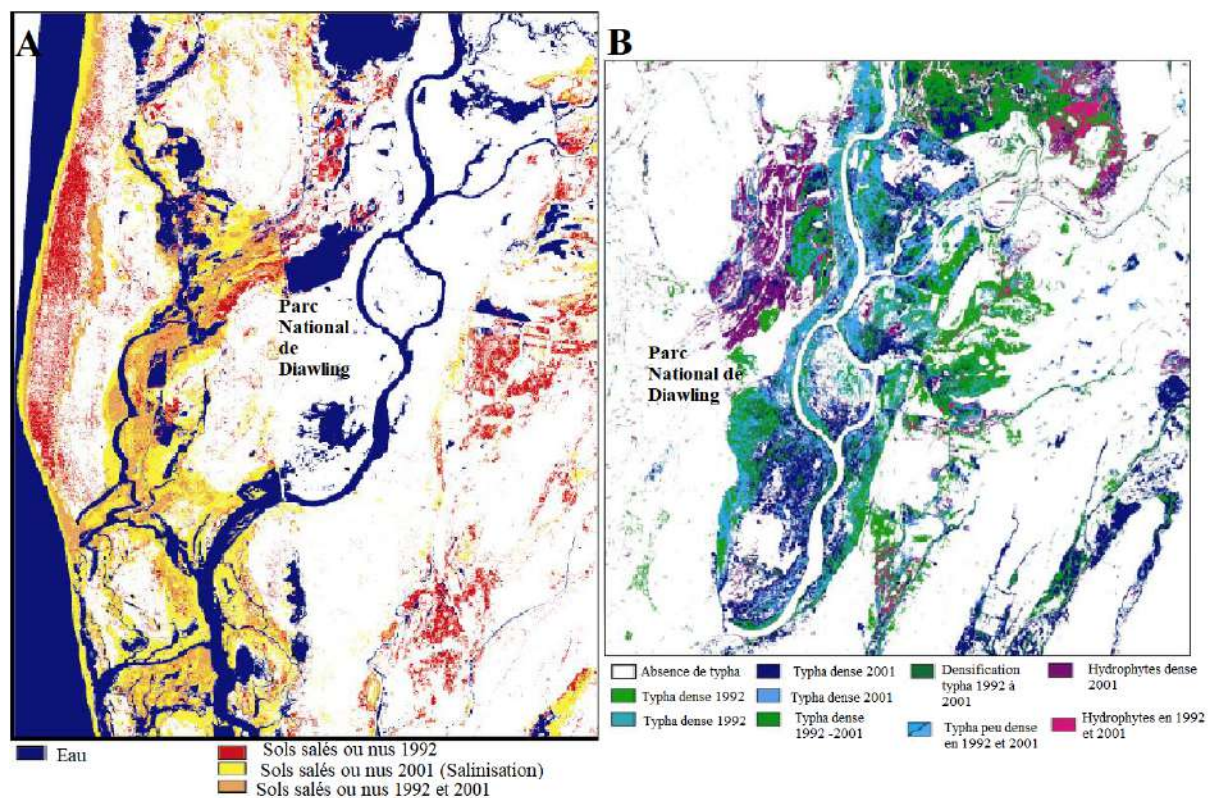 A
B
Parc
National
de
Diawling
Parc
National de
Diawling
Eau
Sols salés ou nus 1992
Sols salés ou nus 2001 (Salinisation)
Sols salés ou nus 1992 et 2001
Absence de typha
Typha dense 1992
Typha dense 1992
Typha dense 2001
Typha dense 2001
Typha dense
1992 -2001
Densification
typha 1992 à
2001
Typha peu dense
en 1992 et 2001
Hydrophytes dense
2001
Hydrophytes en 1992
et 2001